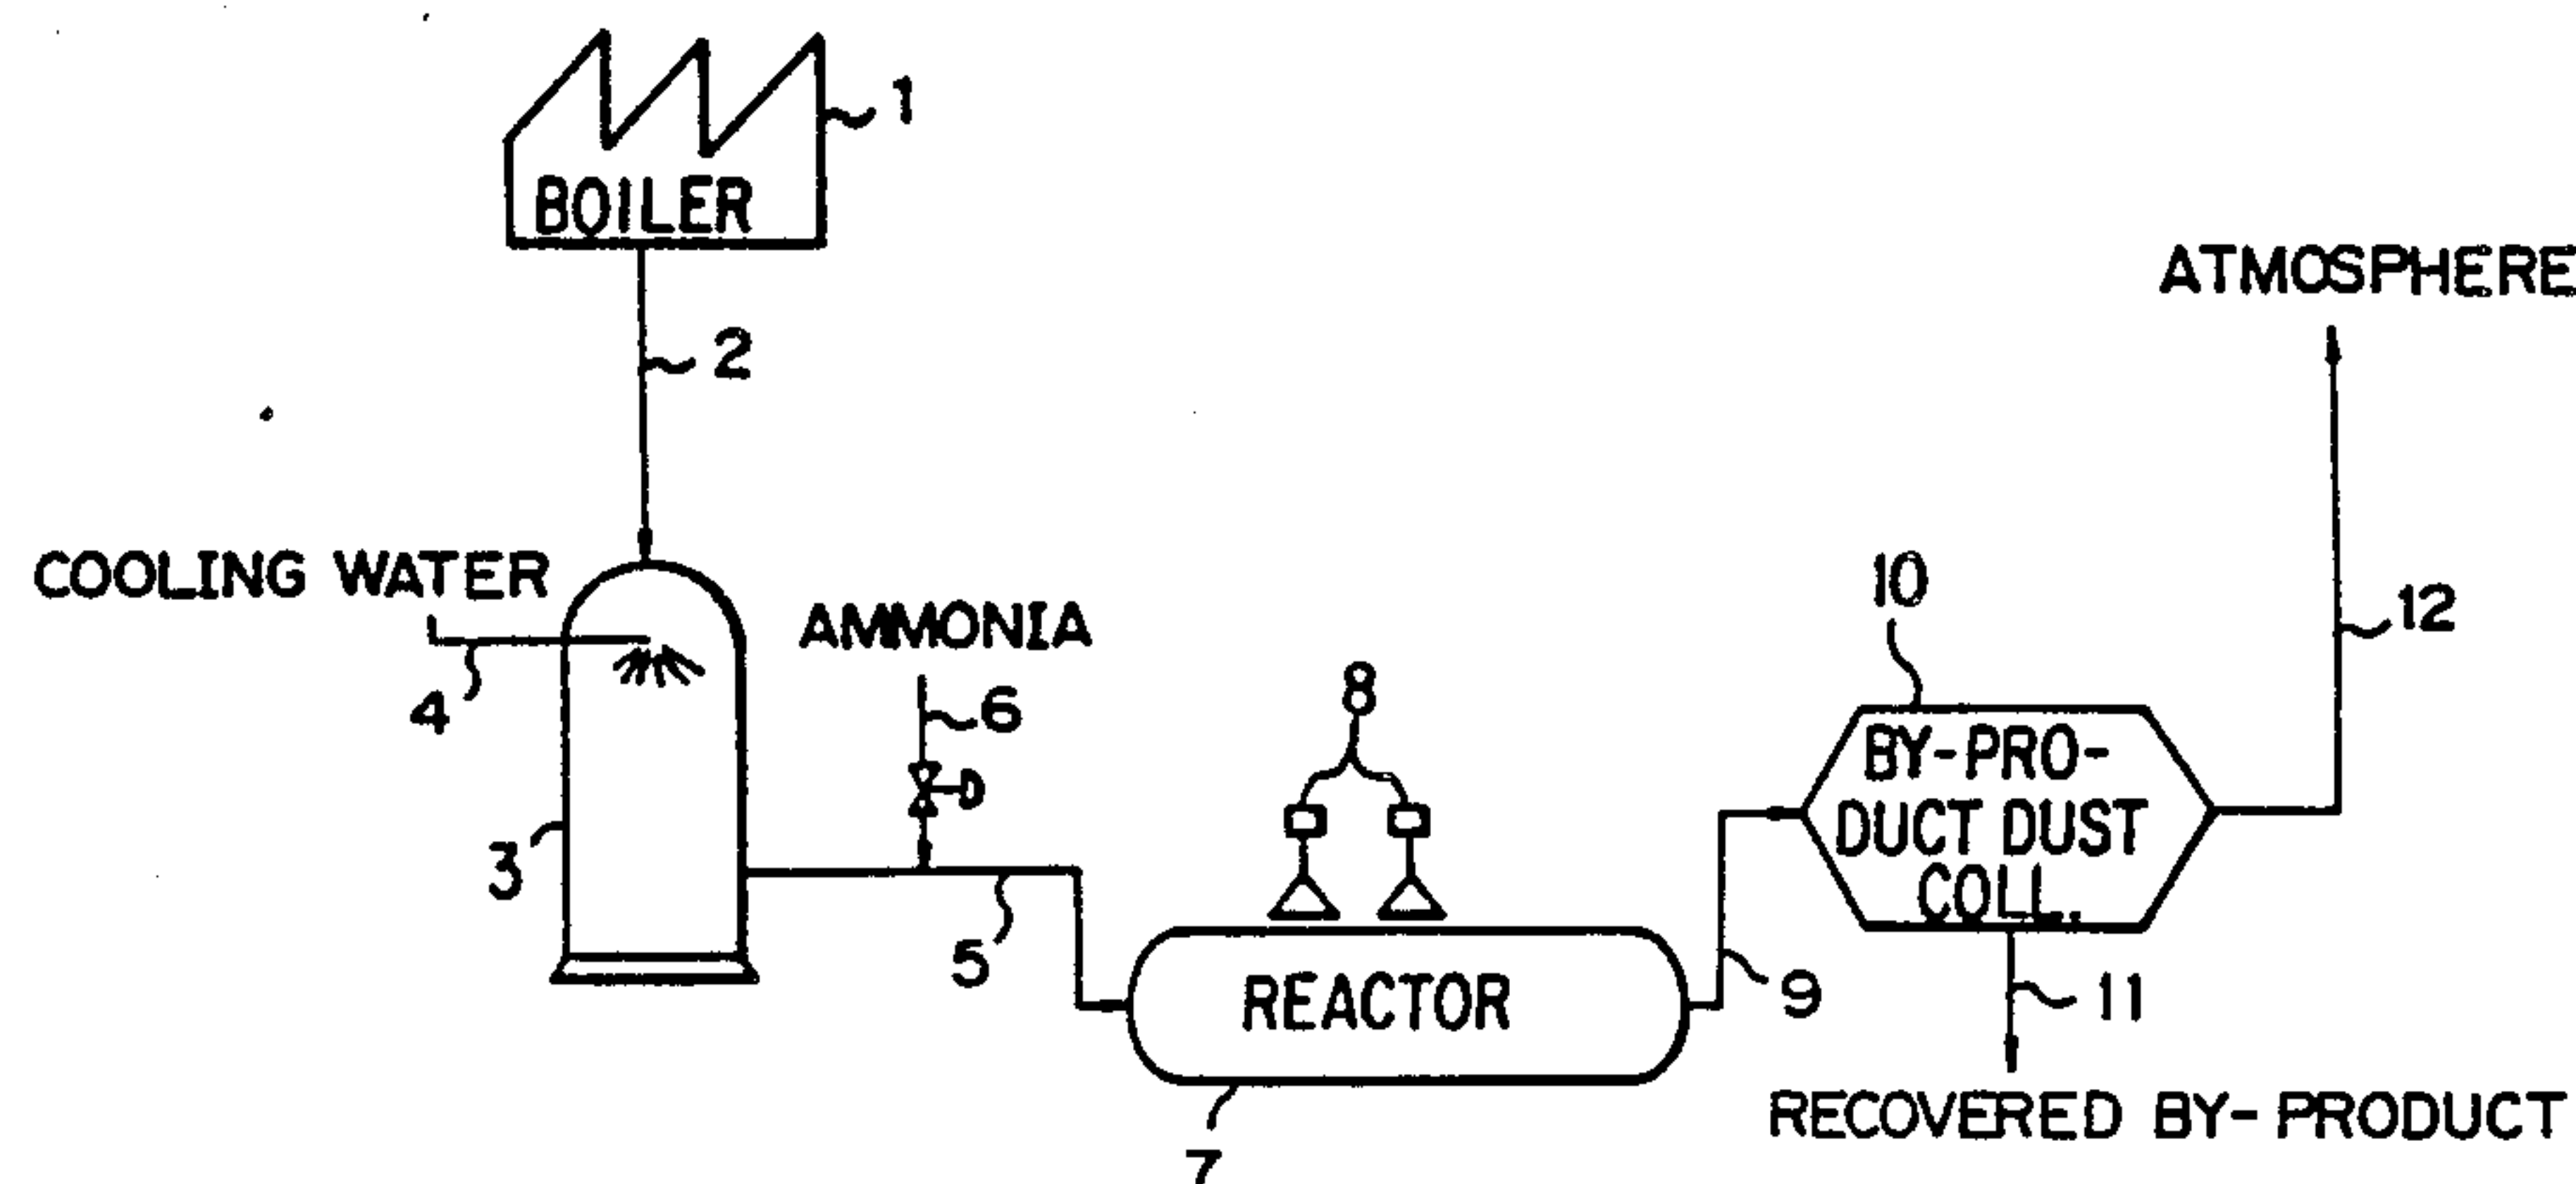 1
BOILER
2
ATMOSPHERE
COOLING WATER
4
3
AMMONIA
6
5
8
REACTOR
7
9
10
BY-PRO-
DUCT DUST
COLL.
12
11
RECOVERED BY-PRODUCT